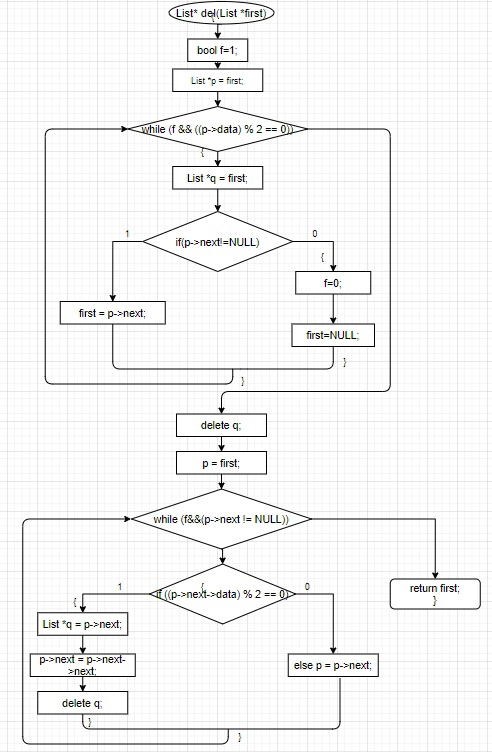 List* del(List *first)
{
bool f=1;
List *p = first;
while (f && ((p->data) % 2 == 0))
{
List *q = first;
if(p->next!=NULL)
1
0
{
f=0;
first = p->next;
first=NULL;
}
}
delete q;
p = first;
while (f&&(p->next != NULL))
{
if ((p->next->data) % 2 == 0)
1
0
return first;
}
{
List *q = p->next;
p->next = p->next-
>next;
else p = p->next;
delete q;
}
}